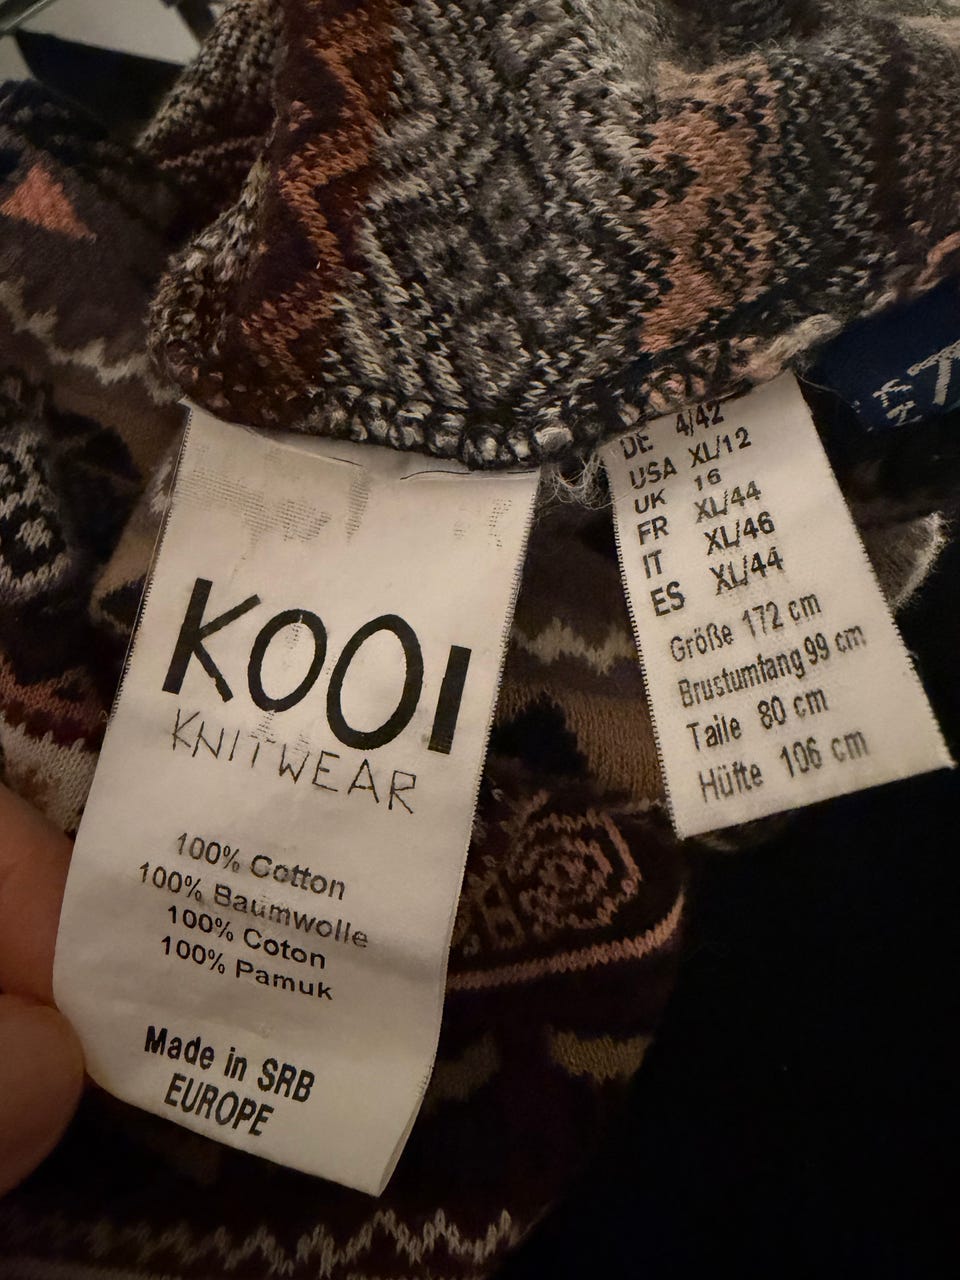 KOOI
KNITWEAR
100% Cotton
100% Baumwolle
100% Coton
100% Pamuk
Made in SRB
EUROPE
DE 4/42
USA XL/12
UK 16
FR XL/44
IT XL/46
ES XL/44
Größe 172 cm
Brustumfang 99 cm
Taile 80 cm
Hüfte 106 cm